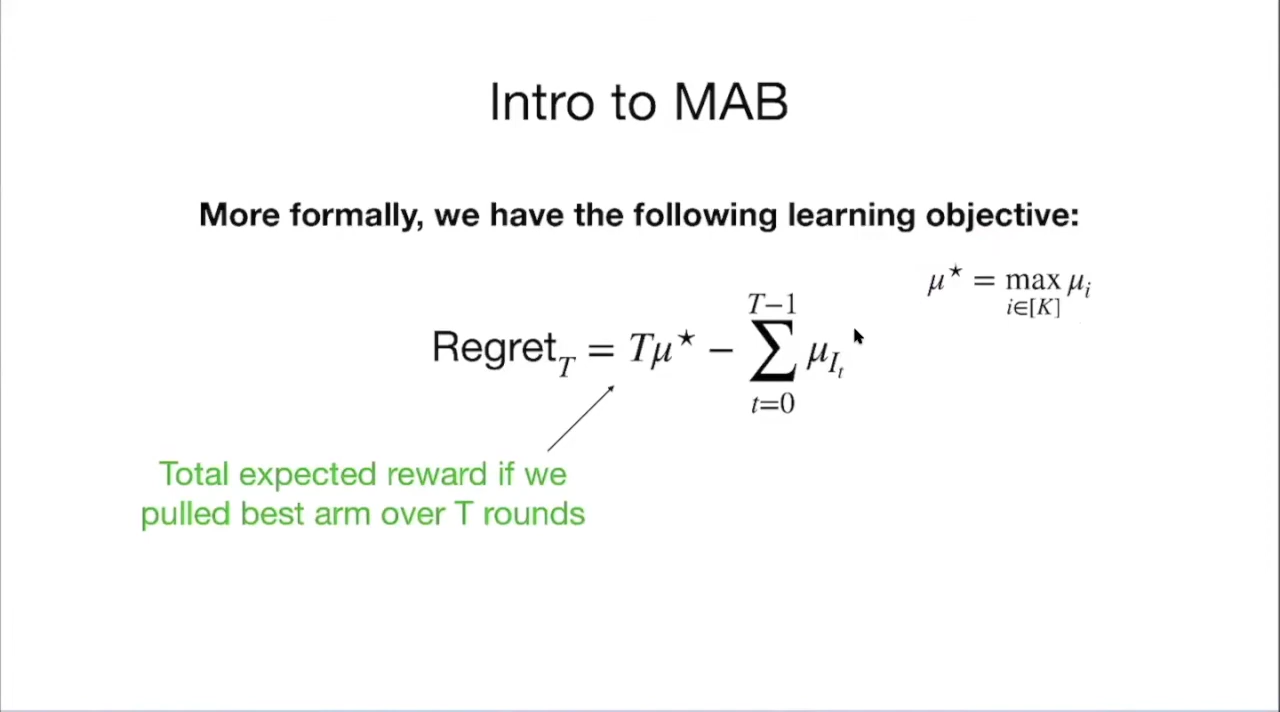 Intro to MAB
More formally, we have the following learning objective:
μ⋆ = max_{i∈[K]} μ_i
Regret_T = Tμ⋆ − ∑_{t=0}^{T−1} μ_{I_t}
Total expected reward if we
pulled best arm over T rounds